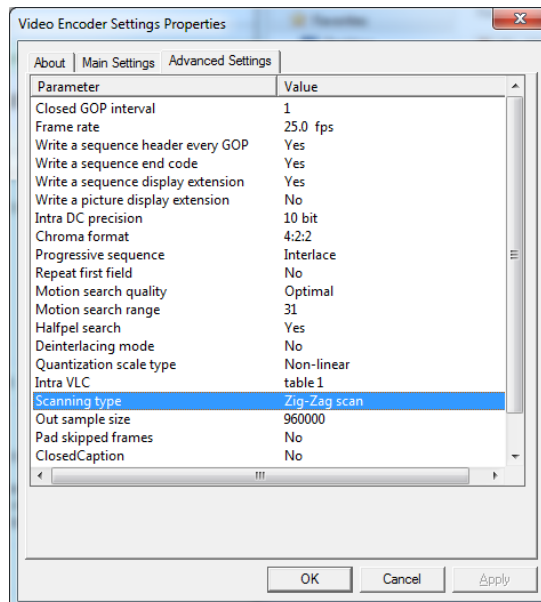 Video Encoder Settings Properties
About Main Settings Advanced Settings
Parameter Value
Closed GOP interval 1
Frame rate 25.0 fps
Write a sequence header every GOP Yes
Write a sequence end code Yes
Write a sequence display extension Yes
Write a picture display extension No
Intra DC precision 10 bit
Chroma format 4:2:2
Progressive sequence Interlace
Repeat first field No
Motion search quality Optimal
Motion search range 31
Halfpel search Yes
Deinterlacing mode No
Quantization scale type Non-linear
Intra VLC table 1
Scanning type Zig-Zag scan
Out sample size 960000
Pad skipped frames No
ClosedCaption No
OK Cancel Apply